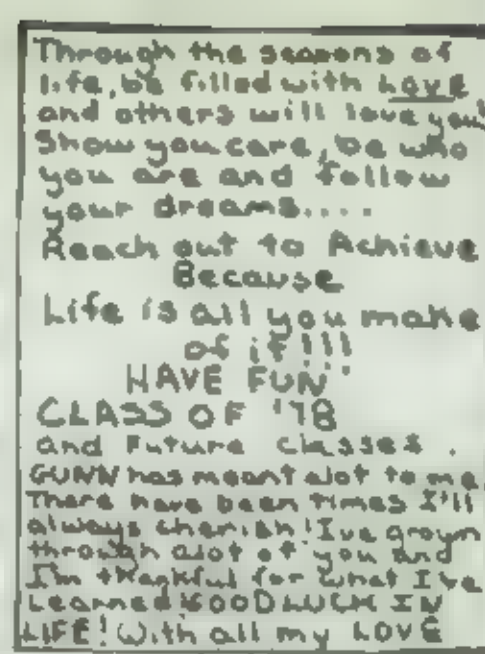 Through the seasons of
life, be filled with Love
and others will love you!
Show you care, be who
you are and follow
your dreams....
Reach out to Achieve
Because
Life is all you make
of it!!!
HAVE FUN
CLASS OF '78
and Future classes.
GUNN has meant alot to me.
There have been times I'll
always cherish! I've grown
through alot of you and
I'm thankful for what I've
Learned GOOD LUCK IN
LIFE! With all my LOVE